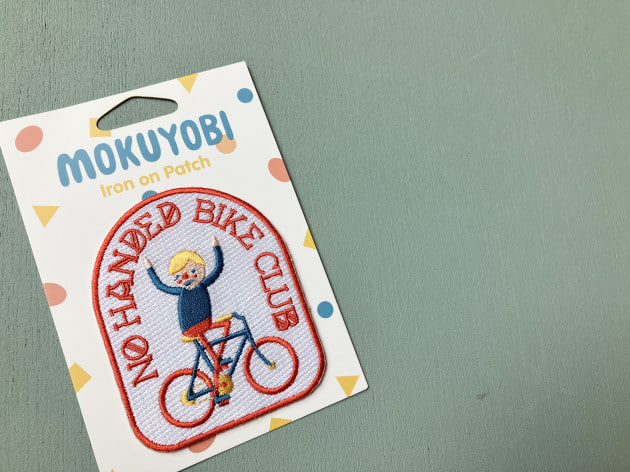 MOKUYOBI
Iron on Patch
NO HANDED BIKE CLUB